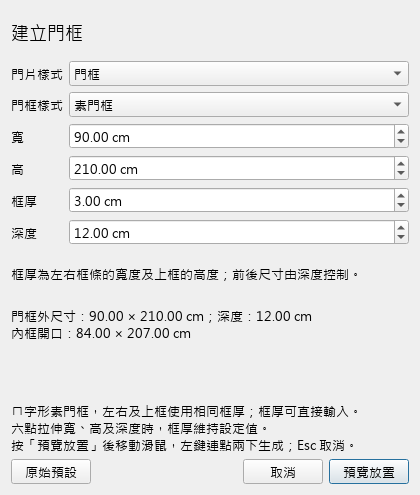 建立門框
門片樣式 門框
門框樣式 素門框
寬 90.00 cm
高 210.00 cm
框厚 3.00 cm
深度 12.00 cm
框厚為左右框條的寬度及上框的高度；前後尺寸由深度控制。
門框外尺寸：90.00 × 210.00 cm；深度：12.00 cm
內框開口：84.00 × 207.00 cm
ㄇ字形素門框，左右及上框使用相同框厚；框厚可直接輸入。
六點拉伸寬、高及深度時，框厚維持設定值。
按「預覽放置」後移動滑鼠，左鍵連點兩下生成；Esc 取消。
原始預設 取消 預覽放置